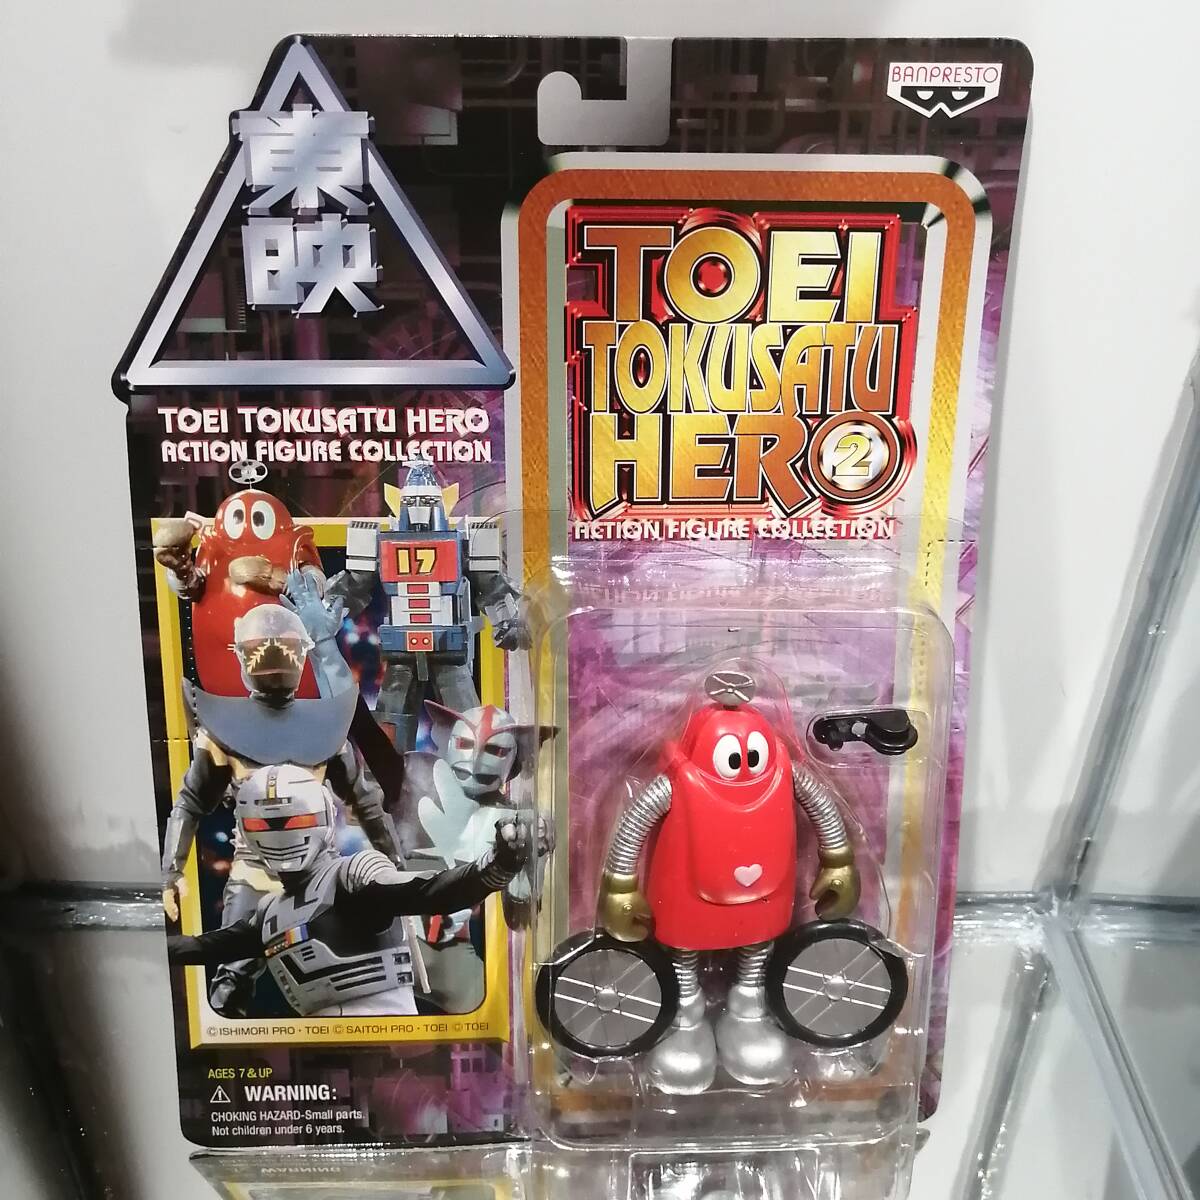 東
映
BANPRESTO
TOEI
TOKUSATU
HERO 2
ACTION FIGURE COLLECTION
TOEI TOKUSATU HERO
ACTION FIGURE COLLECTION
17
©ISHIMORI PRO・TOEI ©SAITOH PRO・TOEI ©TOEI
AGES 7 & UP
⚠ WARNING:
CHOKING HAZARD-Small parts.
Not children under 6 years.